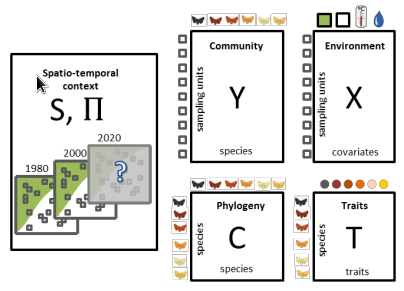 Spatio-temporal
context
S, Π
1980
2000
2020
?
Community
sampling units
Y
species
Environment
sampling units
X
covariates
Phylogeny
species
C
species
Traits
species
T
traits